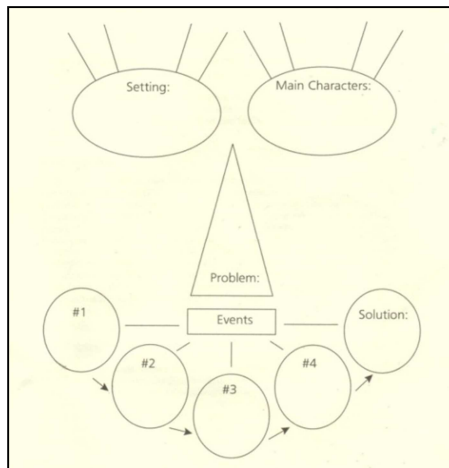 Setting:
Main Characters:
Problem:
Events
#1
#2
#3
#4
Solution: